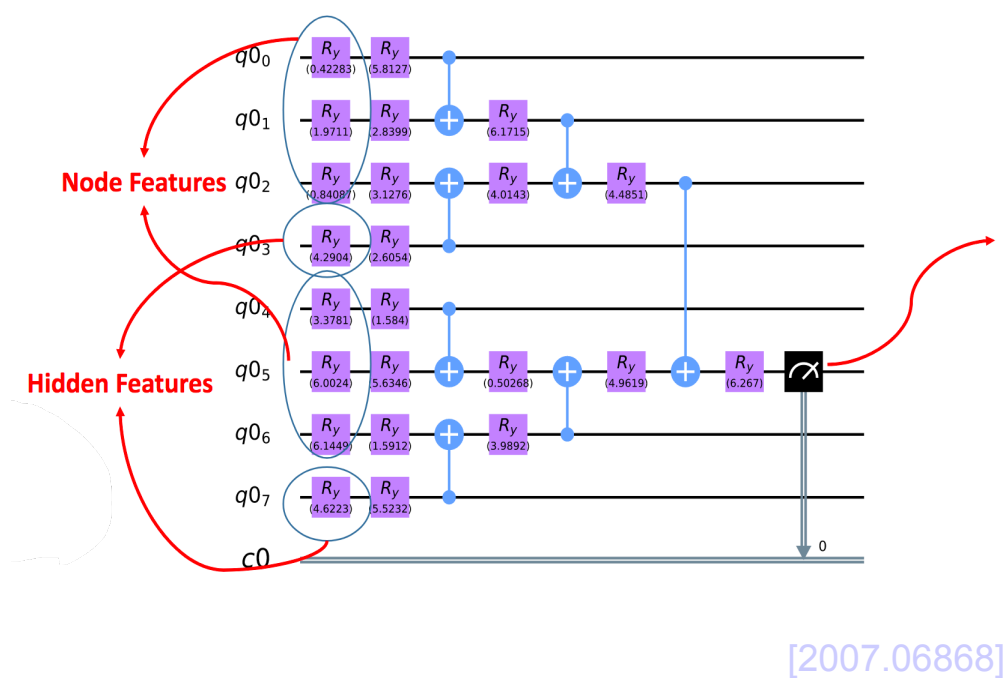 q0₀ R_y (0.42283) R_y (5.8127)
q0₁ R_y (1.9711) R_y (2.8399) R_y (6.1715)
Node Features q0₂ R_y (0.84087) R_y (3.1276) R_y (4.0143) R_y (4.4851)
q0₃ R_y (4.2904) R_y (2.6054)
q0₄ R_y (3.3781) R_y (1.584)
Hidden Features q0₅ R_y (6.0024) R_y (5.6346) R_y (0.50268) R_y (4.9619) R_y (6.267)
q0₆ R_y (6.1449) R_y (1.5912) R_y (3.9892)
q0₇ R_y (4.6223) R_y (5.5232)
c0 0
[2007.06868]